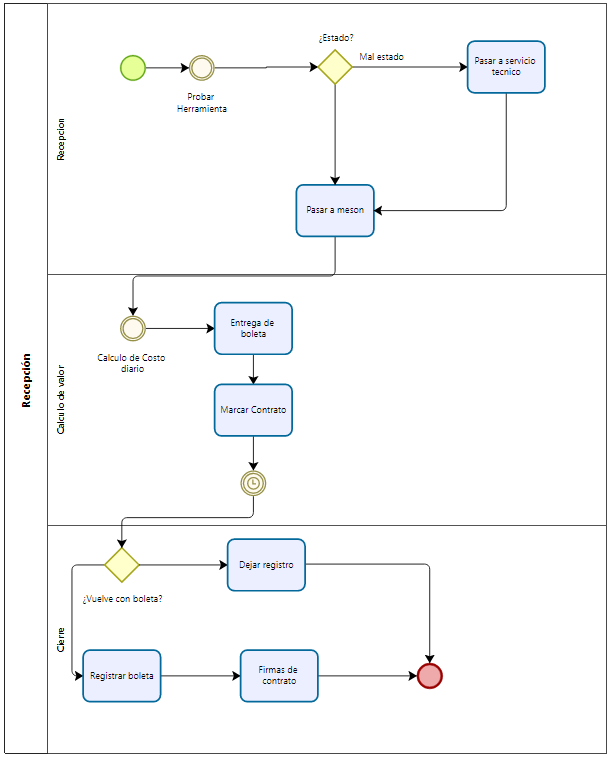 Recepción
Recepcion
¿Estado?
Mal estado
Pasar a servicio
tecnico
Probar
Herramienta
Pasar a meson
Calculo de valor
Entrega de
boleta
Calculo de Costo
diario
Marcar Contrato
Cierre
¿Vuelve con boleta?
Dejar registro
Registrar boleta
Firmas de
contrato